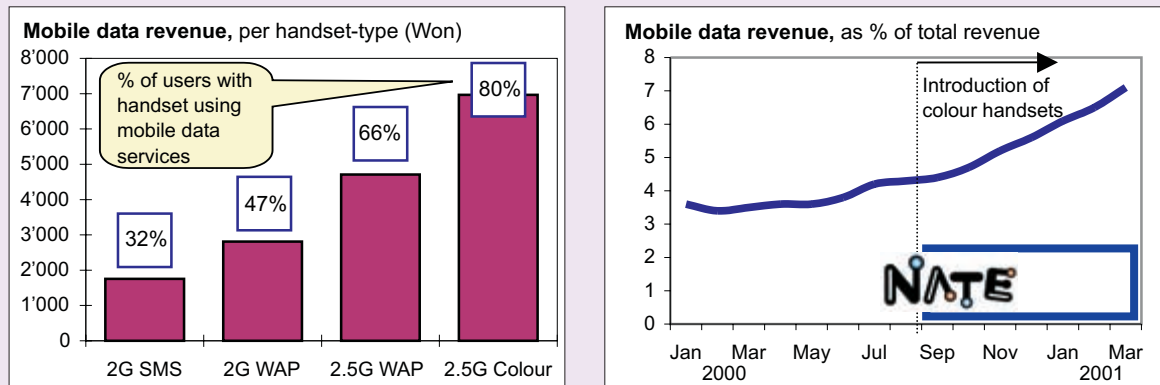 Mobile data revenue, per handset-type (Won)
8’000
7’000
6’000
5’000
4’000
3’000
2’000
1’000
0
% of users with
handset using
mobile data
services
32%
47%
66%
80%
2G SMS 2G WAP 2.5G WAP 2.5G Colour
Mobile data revenue, as % of total revenue
8
7
6
5
4
3
2
1
0
Introduction of
colour handsets
NATE
Jan Mar May Jul Sep Nov Jan Mar
2000 2001